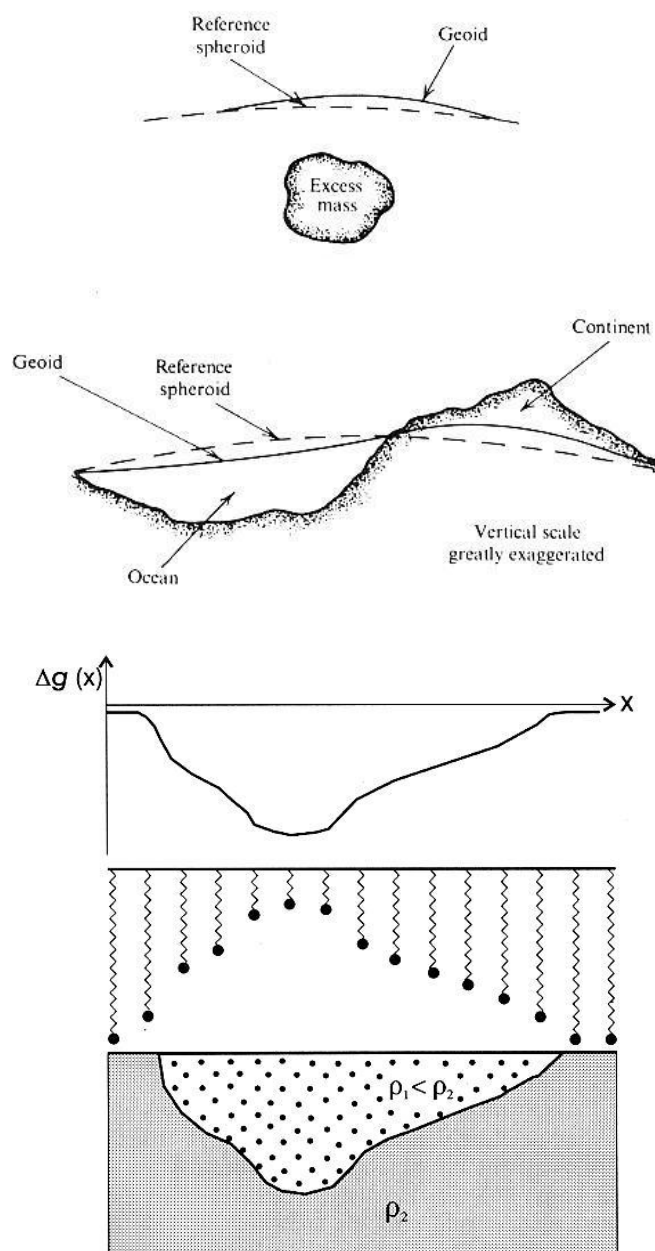 Reference
spheroid
Geoid
Excess
mass
Continent
Geoid
Reference
spheroid
Vertical scale
greatly exaggerated
Ocean
Δg (x)
x
ρ₁ < ρ₂
ρ₂